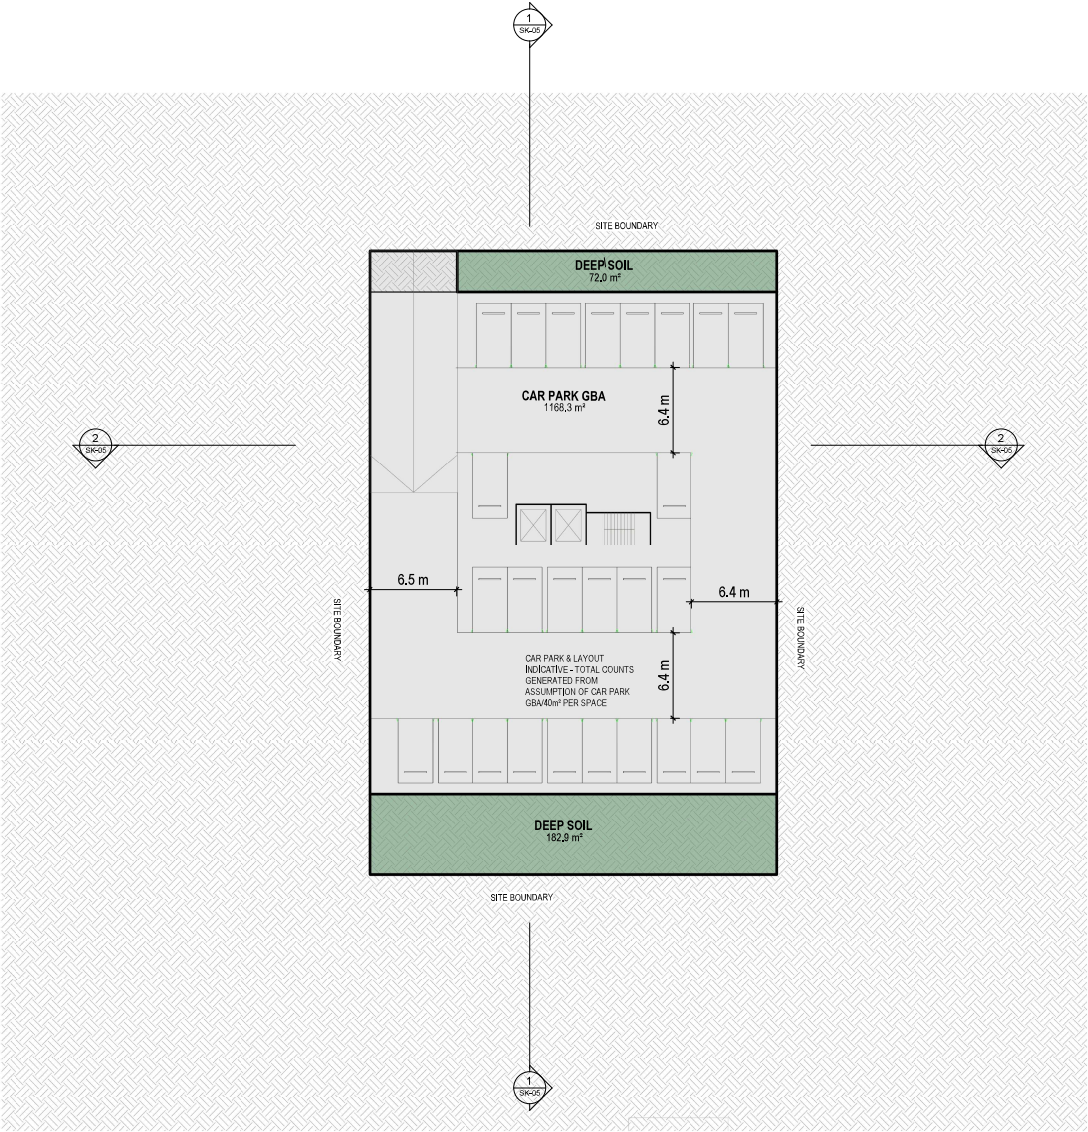 1
SK-05
SITE BOUNDARY
DEEP SOIL
72.0 m²
CAR PARK GBA
1168.3 m²
6.4 m
2
SK-05
2
SK-05
6.5 m
6.4 m
SITE BOUNDARY
SITE BOUNDARY
CAR PARK & LAYOUT
INDICATIVE - TOTAL COUNTS
GENERATED FROM
ASSUMPTION OF CAR PARK
GBA/40m² PER SPACE
6.4 m
DEEP SOIL
182.9 m²
SITE BOUNDARY
1
SK-05